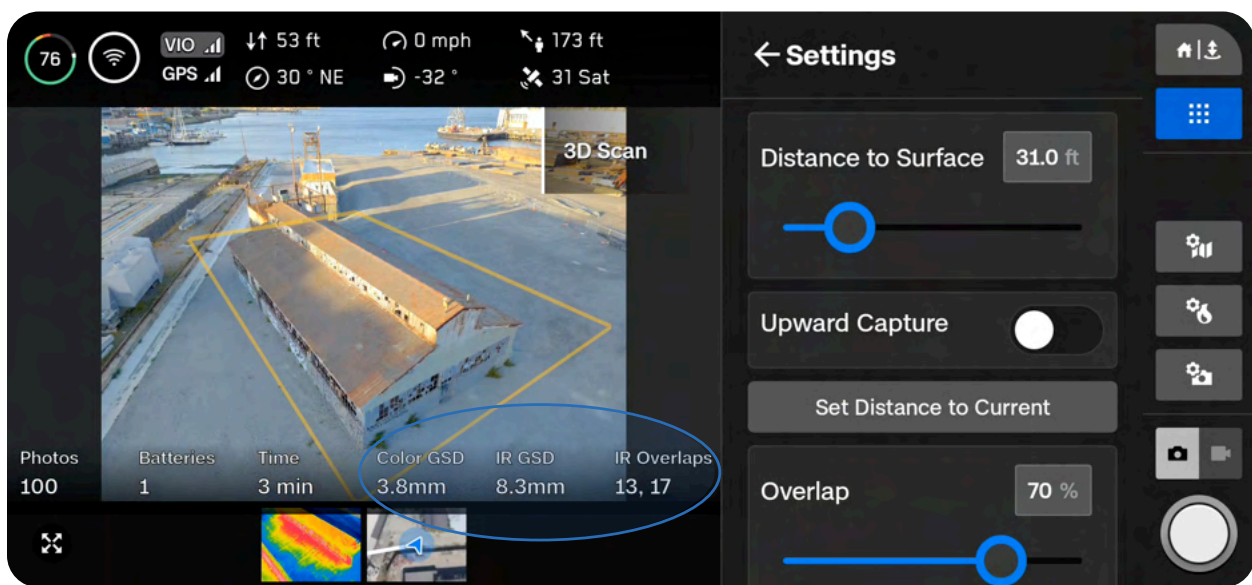 76
VIO
GPS
53 ft
30 ° NE
0 mph
-32 °
173 ft
31 Sat
3D Scan
Photos
100
Batteries
1
Time
3 min
Color GSD
3.8mm
IR GSD
8.3mm
IR Overlaps
13, 17
Settings
Distance to Surface
31.0 ft
Upward Capture
Set Distance to Current
Overlap
70 %